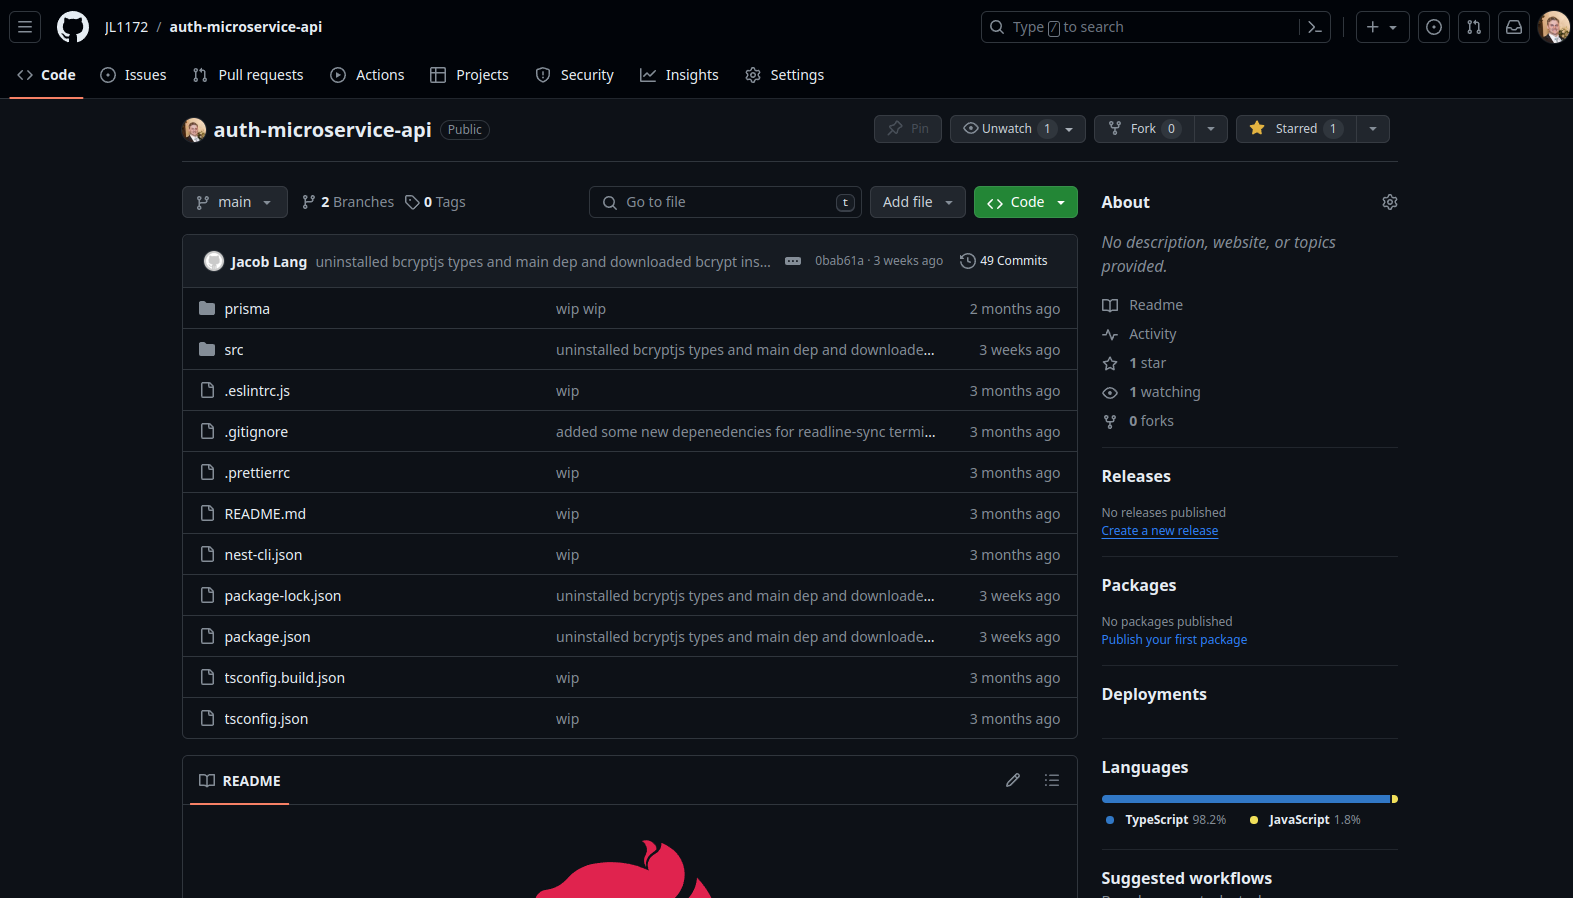 JL1172 / auth-microservice-api
Type / to search
Code Issues Pull requests Actions Projects Security Insights Settings
auth-microservice-api Public
Pin Unwatch 1 Fork 0 Starred 1
main 2 Branches 0 Tags Go to file t Add file Code
Jacob Lang uninstalled bcryptjs types and main dep and downloaded bcrypt ins... 0bab61a · 3 weeks ago 49 Commits
prisma wip wip 2 months ago
src uninstalled bcryptjs types and main dep and downloade... 3 weeks ago
.eslintrc.js wip 3 months ago
.gitignore added some new depenedencies for readline-sync termi... 3 months ago
.prettierrc wip 3 months ago
README.md wip 3 months ago
nest-cli.json wip 3 months ago
package-lock.json uninstalled bcryptjs types and main dep and downloade... 3 weeks ago
package.json uninstalled bcryptjs types and main dep and downloade... 3 weeks ago
tsconfig.build.json wip 3 months ago
tsconfig.json wip 3 months ago
README
About
No description, website, or topics
provided.
Readme
Activity
1 star
1 watching
0 forks
Releases
No releases published
Create a new release
Packages
No packages published
Publish your first package
Deployments
Languages
TypeScript 98.2% JavaScript 1.8%
Suggested workflows